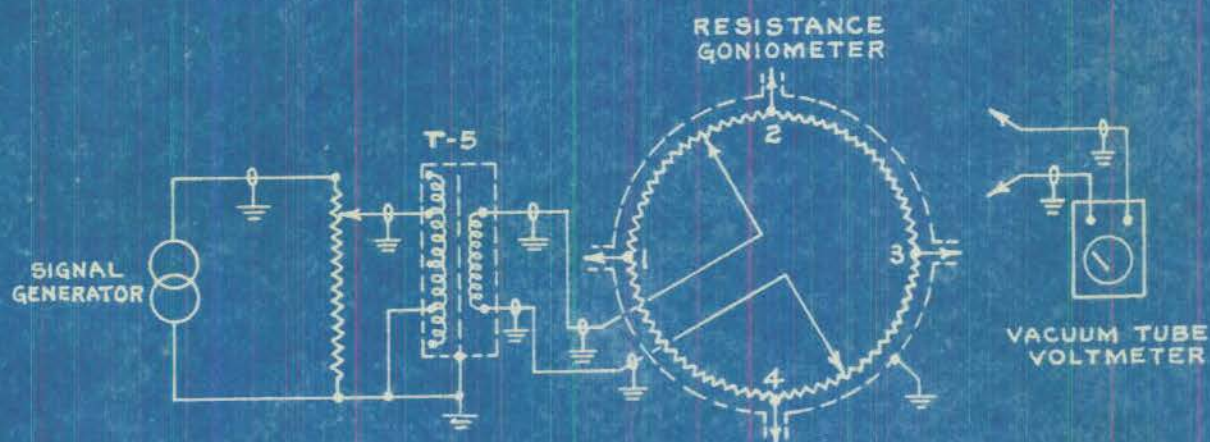 RESISTANCE
GONIOMETER
T-5
2
1
3
4
SIGNAL
GENERATOR
VACUUM TUBE
VOLTMETER